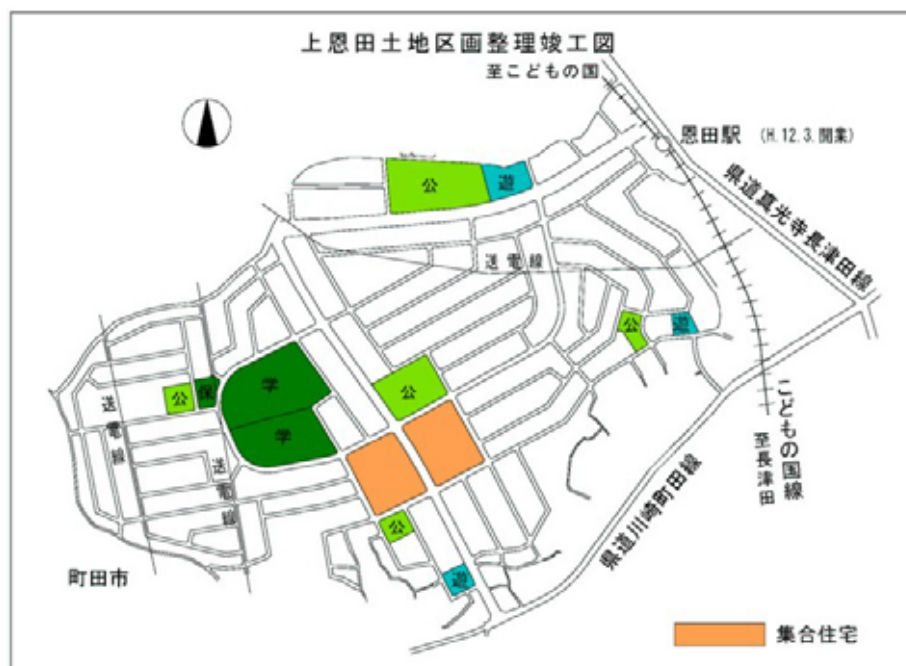 上恩田土地区画整理竣工図
至こどもの国
恩田駅 (H.12.3.開業)
県道真光寺長津田線
公
遊
送電線
公
遊
学
公
保
公
学
送電線
送電線
公
遊
こどもの国線
至長津田
県道川崎町田線
町田市
集合住宅